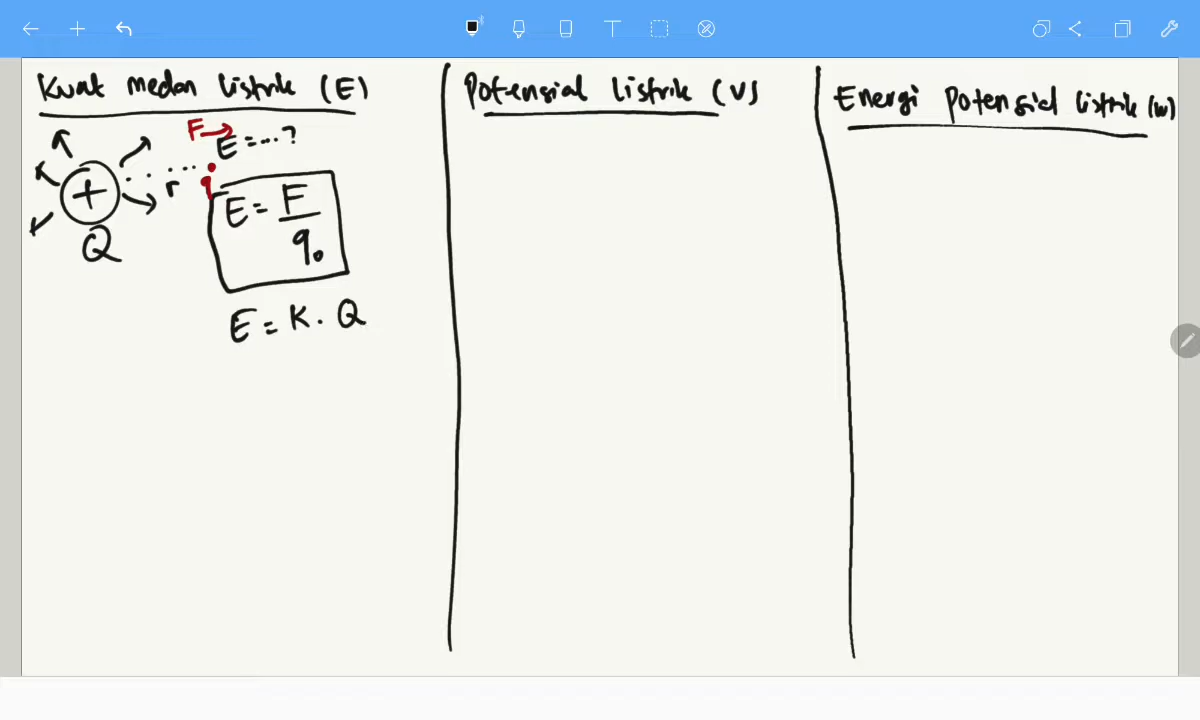 Kuat medan listrik (E)
F
E = ... ?
+
r
q
Q
E = F / q₀
E = K . Q
Potensial listrik (V)
Energi potensial listrik (W)